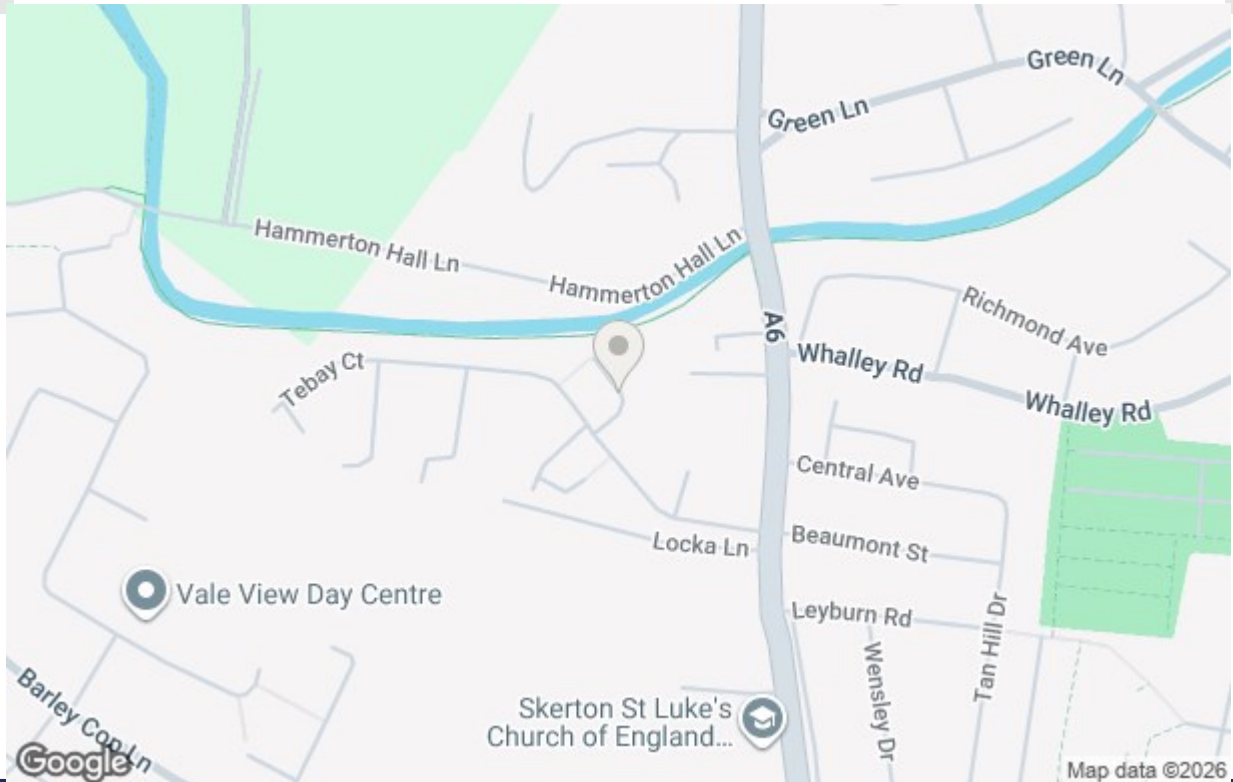 Green Ln
Green Ln
Hammerton Hall Ln
Hammerton Hall Ln
Richmond Ave
A6
Whalley Rd
Whalley Rd
Tebay Ct
Central Ave
Locka Ln
Beaumont St
Vale View Day Centre
Leyburn Rd
Tan Hill Dr
Wensley Dr
Barley Cop Ln
Skerton St Luke's
Church of England...
Google
Map data ©2026